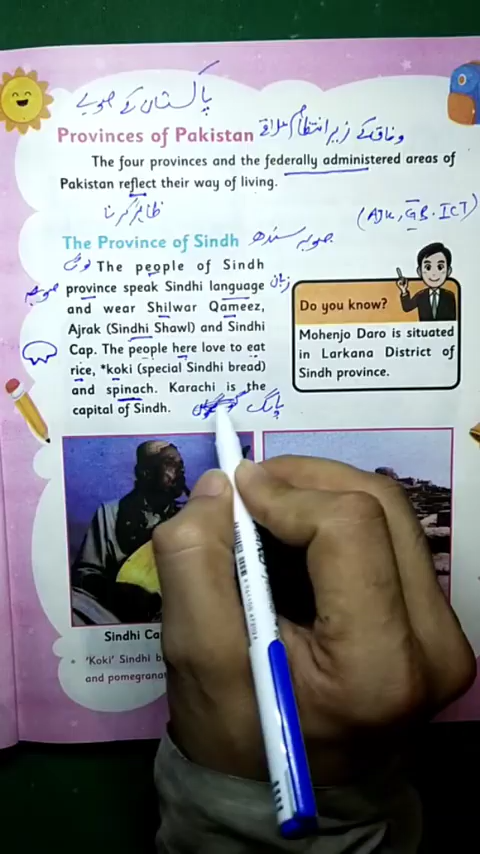 پاکستان کے صوبے
Provinces of Pakistan وفاق کے زیر انتظام علاقے
The four provinces and the federally administered areas of
Pakistan reflect their way of living.
ظاہر کرنا
(AJK, GB. ICT)
The Province of Sindh صوبہ سندھ
The people of Sindh
صوبہ province speak Sindhi language زبان
and wear Shilwar Qameez,
Ajrak (Sindhi Shawl) and Sindhi
Cap. The people here love to eat
rice, *koki (special Sindhi bread)
and spinach. Karachi is the
capital of Sindh. پالک
Do you know?
Mohenjo Daro is situated
in Larkana District of
Sindh province.
Sindhi Ca
* 'Koki' Sindhi b
and pomegrana